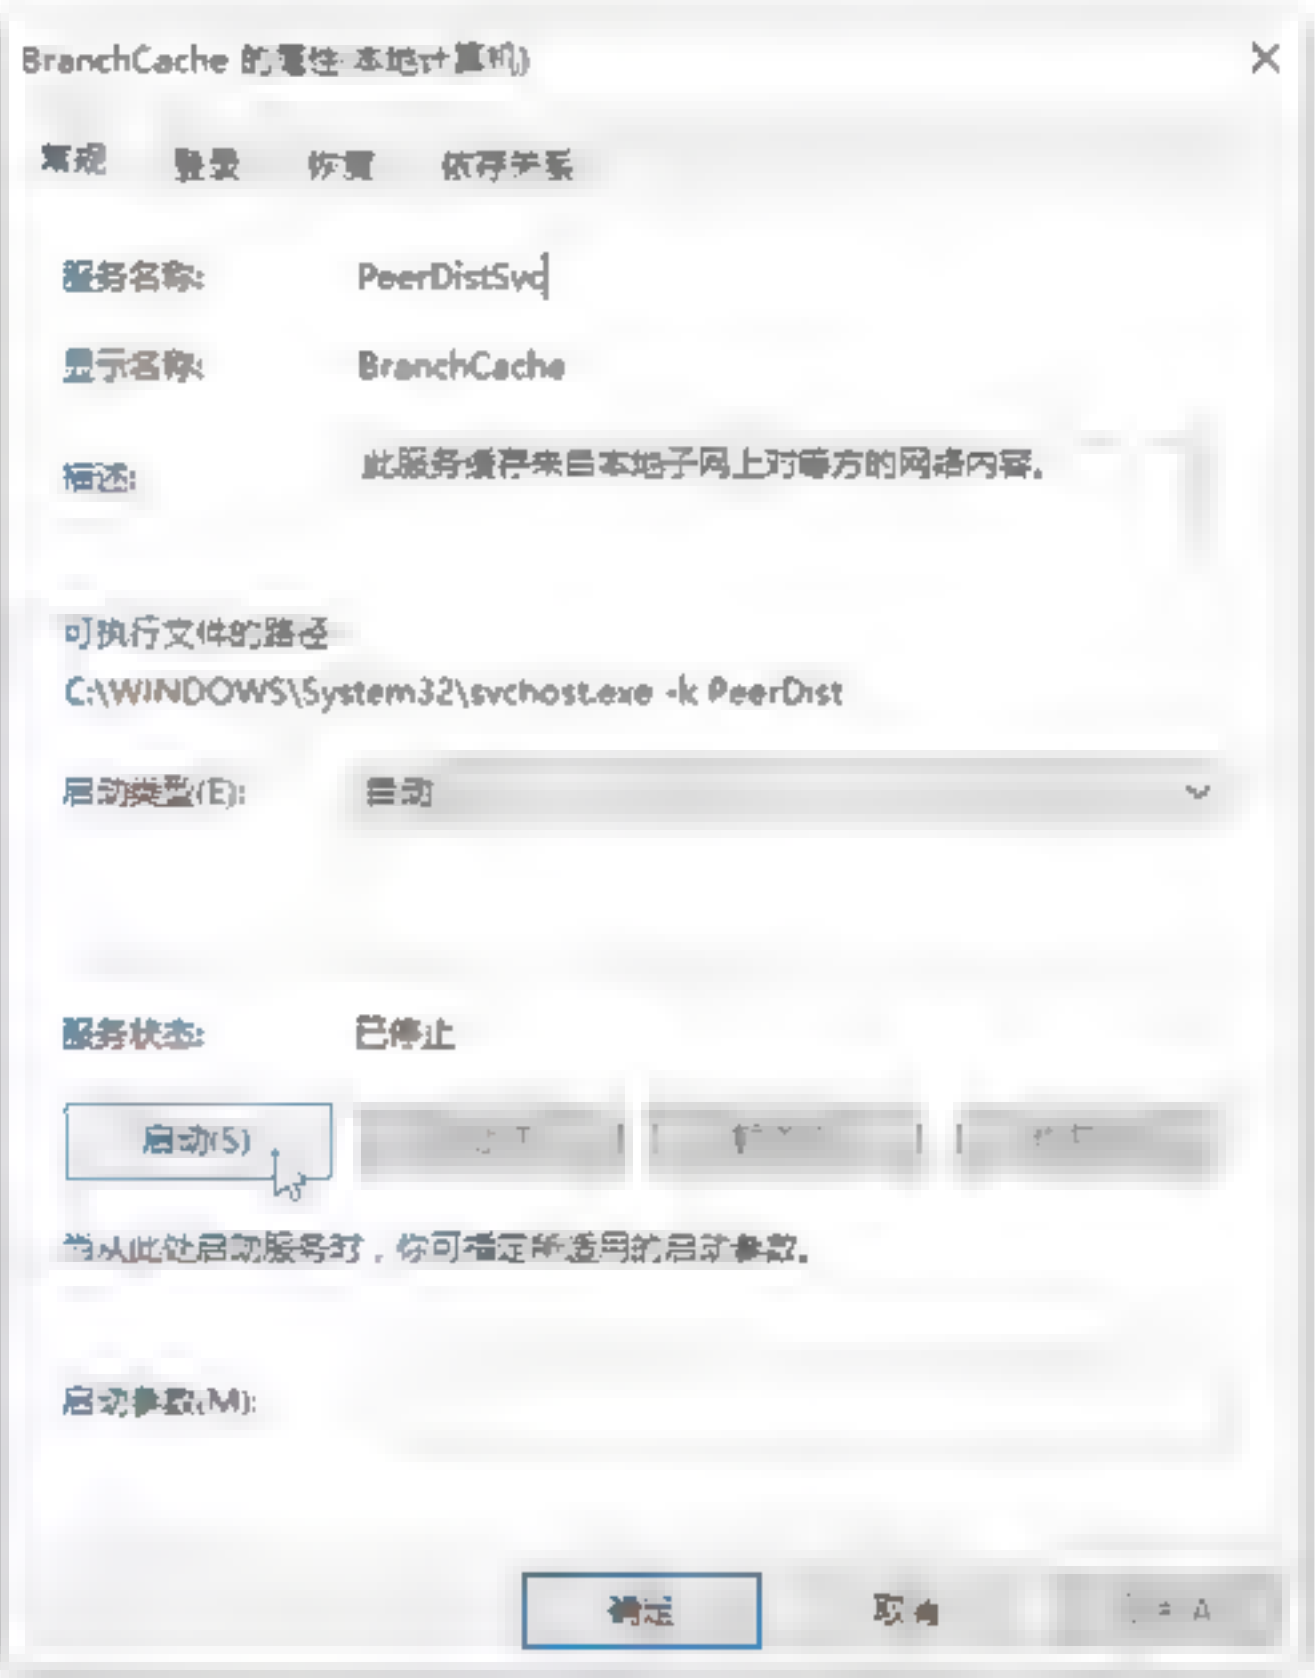 BranchCache 的属性 本地计算机)
常规 登录 恢复 依存关系
服务名称: PeerDistSvc
显示名称: BranchCache
描述: 此服务缓存来自本地子网上对等方的网络内容。
可执行文件的路径
C:\WINDOWS\System32\svchost.exe -k PeerDist
启动类型(E): 自动
服务状态: 已停止
启动(S)
当从此处启动服务时，你可指定所适用的启动参数。
启动参数(M):
确定 取消